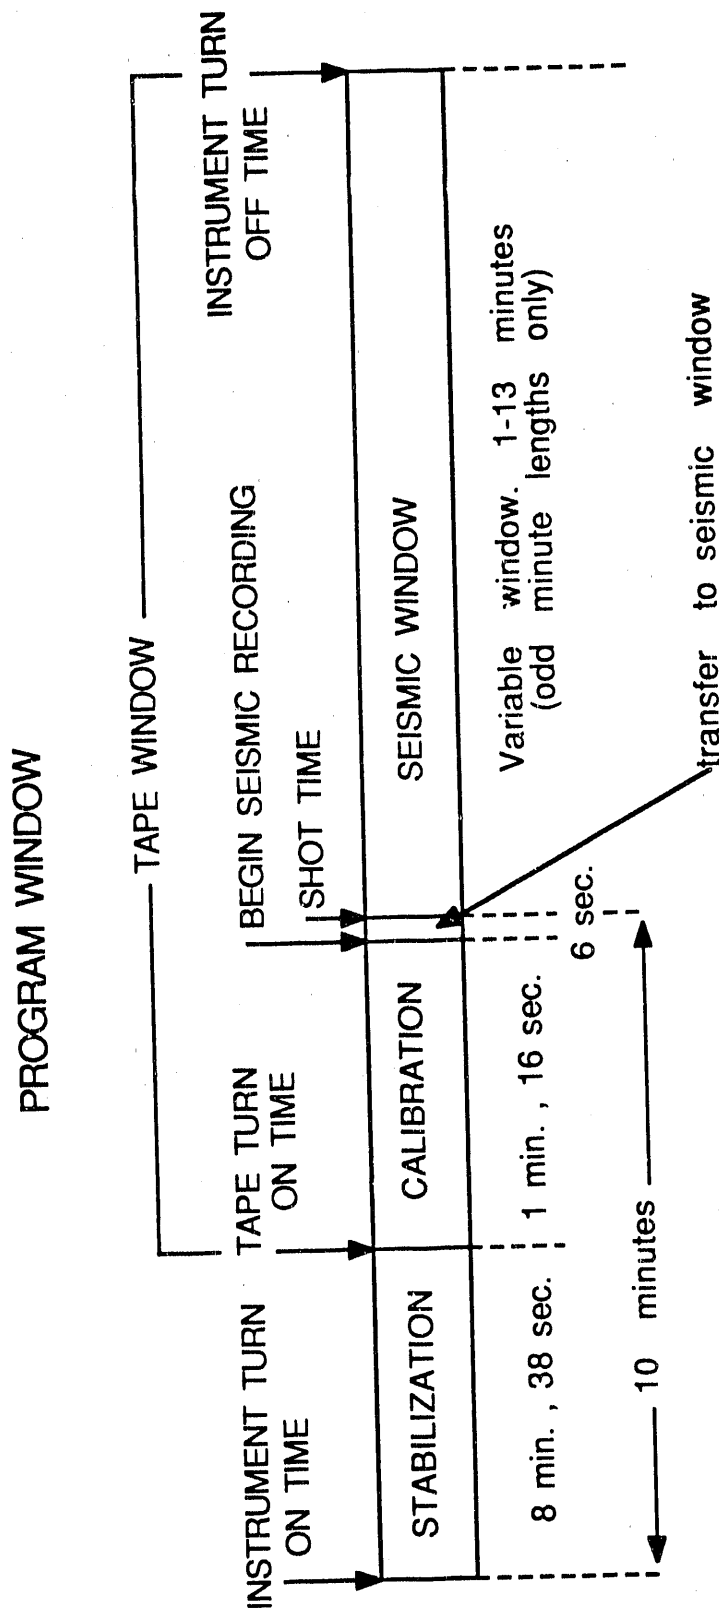 PROGRAM WINDOW
TAPE WINDOW
INSTRUMENT TURN
ON TIME
TAPE TURN
ON TIME
BEGIN SEISMIC RECORDING
SHOT TIME
INSTRUMENT TURN
OFF TIME
STABILIZATION
CALIBRATION
SEISMIC WINDOW
8 min. , 38 sec.
1 min. , 16 sec.
6 sec.
Variable window. 1-13 minutes
(odd minute lengths only)
10 minutes
transfer to seismic window